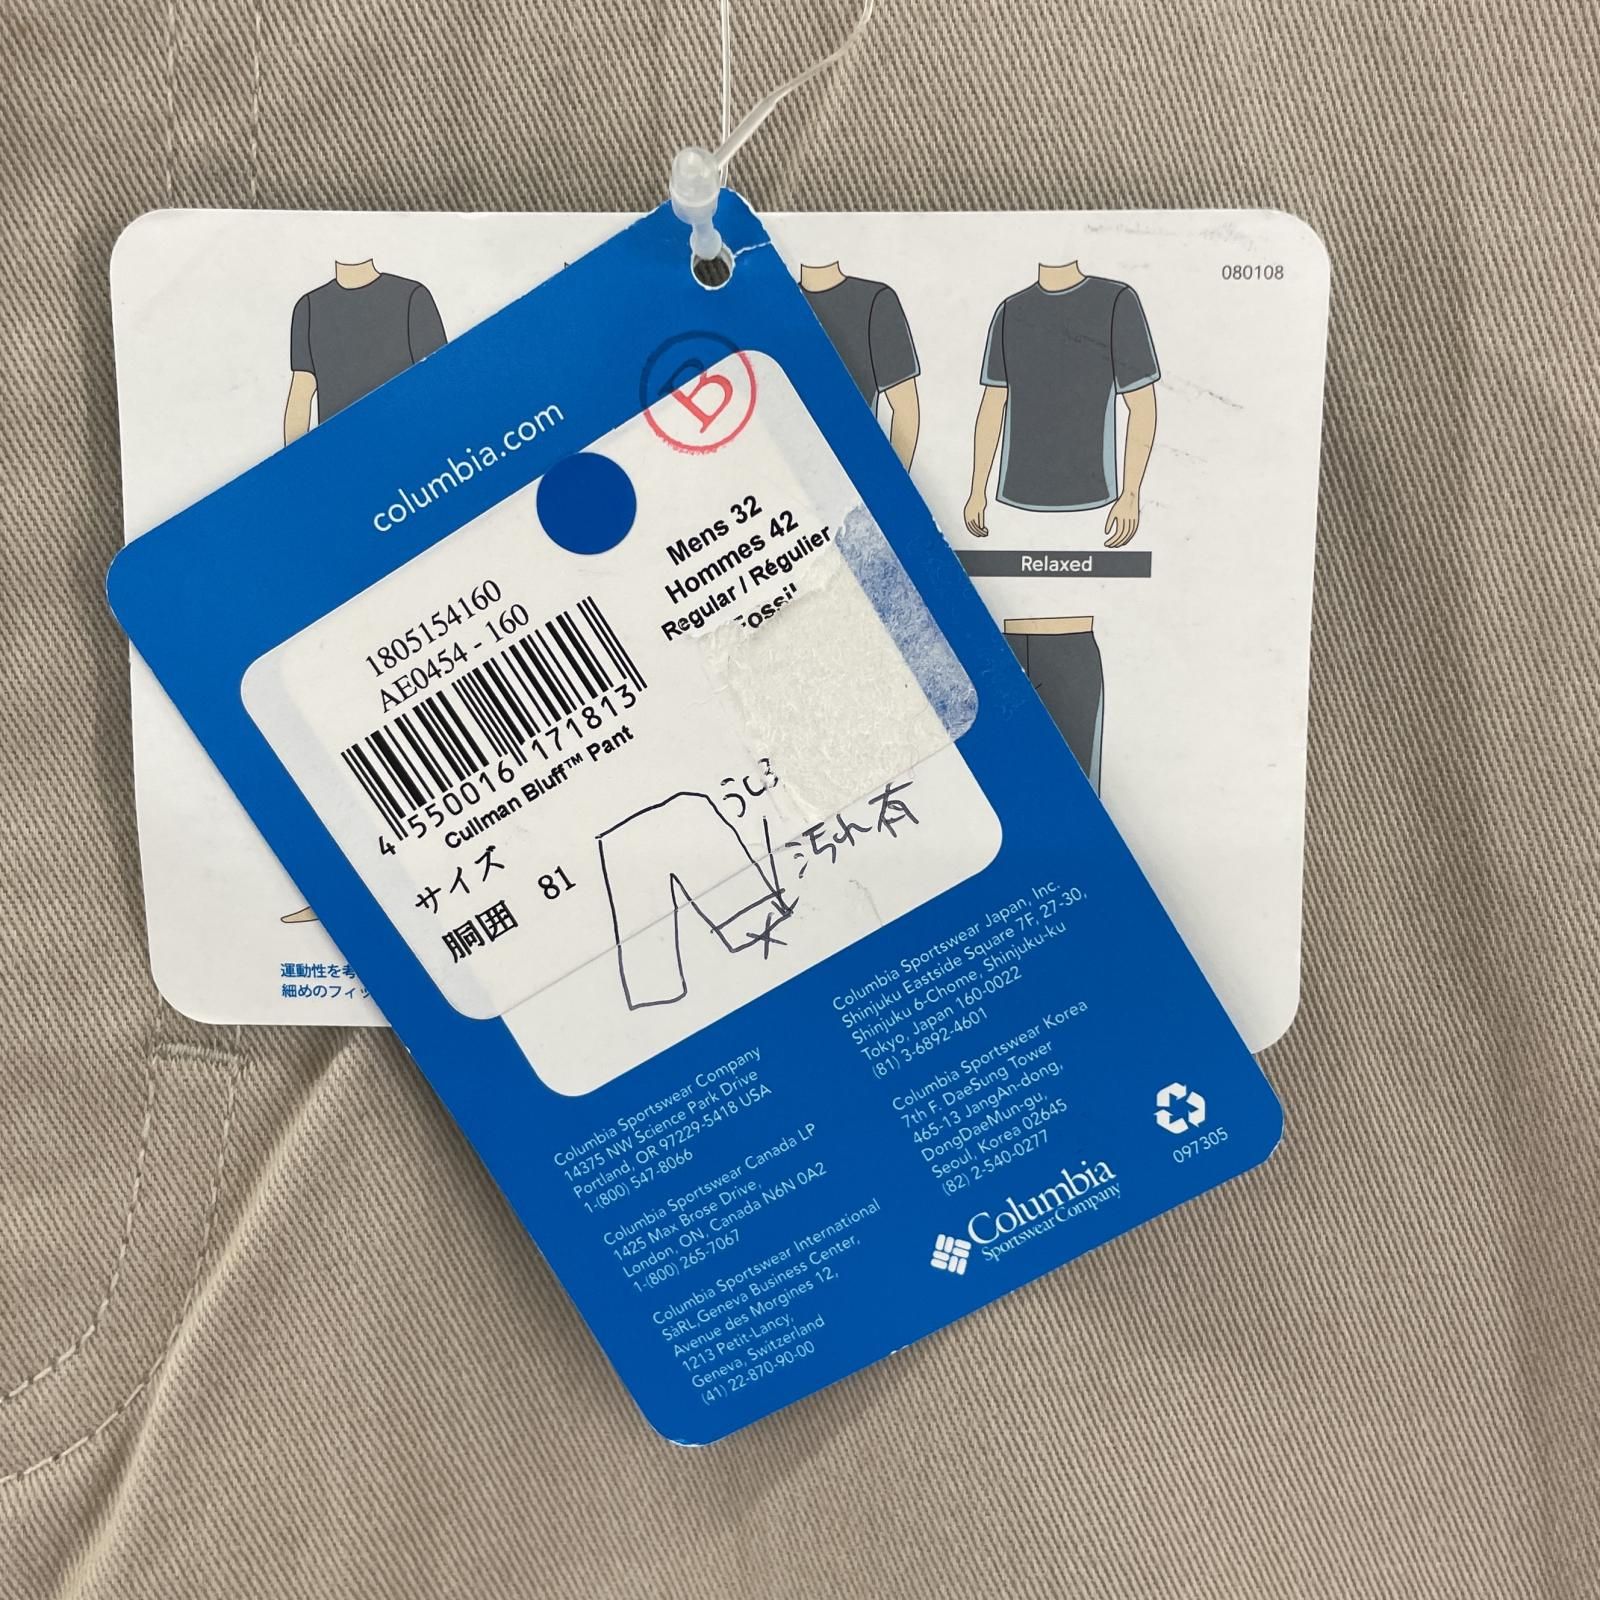 080108
Relaxed
運動性を考
細めのフィッ
columbia.com
B
Mens 32
Hommes 42
Regular / Régulier
1805154160
AE0454 - 160
4 550016 171813
Cullman Bluff™ Pant
サイズ
胴囲 81
汚れ有
Columbia Sportswear Company
14375 NW Science Park Drive
Portland, OR 97229-5418 USA
1-(800) 547-8066
Columbia Sportswear Canada LP
1425 Max Brose Drive,
London, ON, Canada N6N 0A2
1-(800) 265-7067
Columbia Sportswear International
SàRL,Geneva Business Center,
Avenue des Morgines 12,
1213 Petit-Lancy,
Geneva, Switzerland
(41) 22-870-90-00
Columbia Sportswear Japan, Inc.
Shinjuku Eastside Square 7F, 27-30,
Shinjuku 6-Chome, Shinjuku-ku
Tokyo, Japan 160-0022
(81) 3-6892-4601
Columbia Sportswear Korea
7th F. DaeSung Tower
465-13 JangAn-dong,
DongDaeMun-gu,
Seoul, Korea 02645
(82) 2-540-0277
Columbia
Sportswear Company
097305